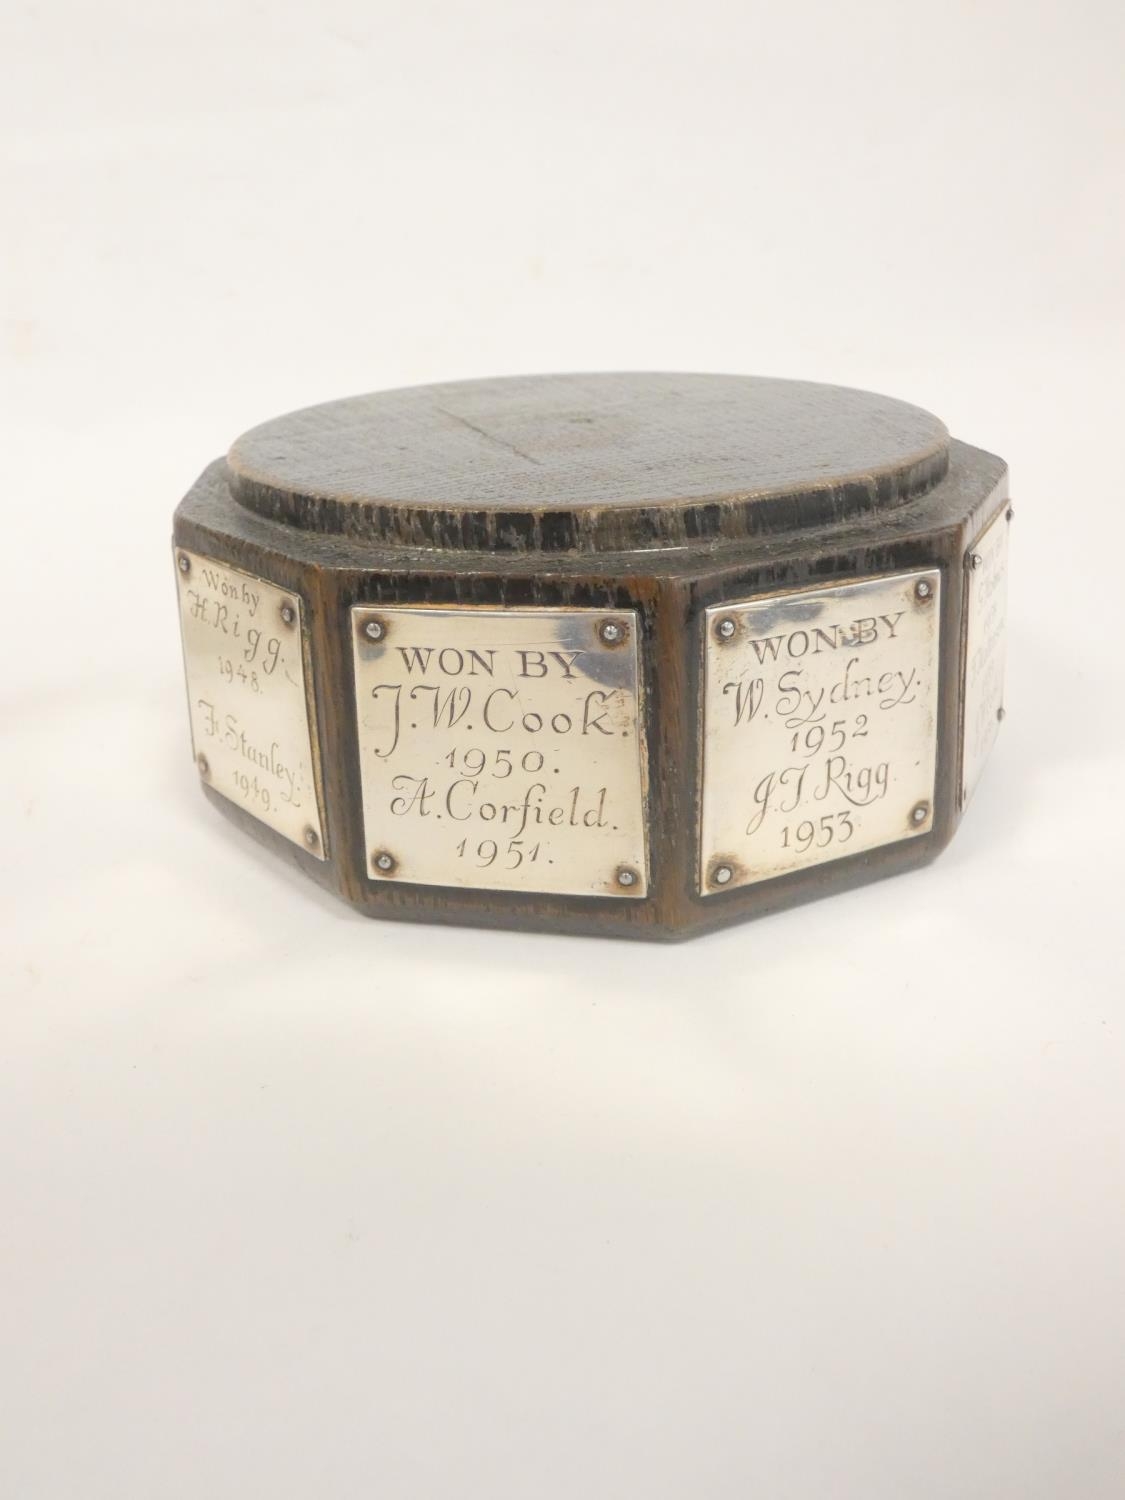 Won by
H. Rigg.
1948.
F. Stanley.
1949.
WON BY
J.W. Cook.
1950.
A. Corfield.
1951.
WON BY
W. Sydney.
1952
J.J. Rigg.
1953.